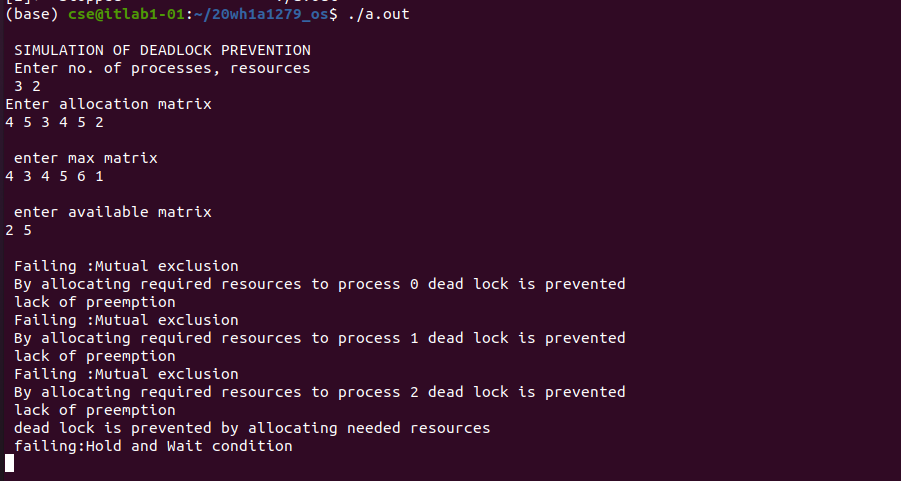 (base) cse@itlab1-01:~/20wh1a1279_os$ ./a.out
SIMULATION OF DEADLOCK PREVENTION
Enter no. of processes, resources
3 2
Enter allocation matrix
4 5 3 4 5 2
enter max matrix
4 3 4 5 6 1
enter available matrix
2 5
Failing :Mutual exclusion
By allocating required resources to process 0 dead lock is prevented
lack of preemption
Failing :Mutual exclusion
By allocating required resources to process 1 dead lock is prevented
lack of preemption
Failing :Mutual exclusion
By allocating required resources to process 2 dead lock is prevented
lack of preemption
dead lock is prevented by allocating needed resources
failing:Hold and Wait condition